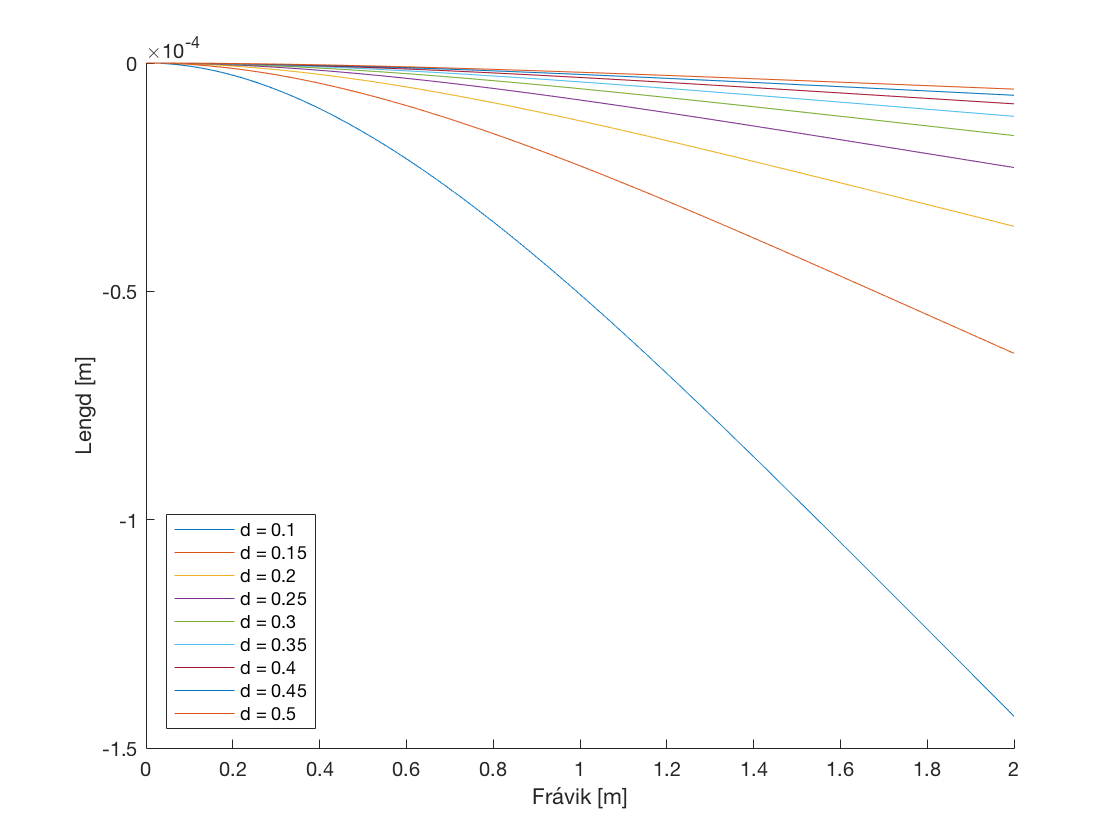 ×10-4
0
-0.5
-1
-1.5
Lengd [m]
d = 0.1
d = 0.15
d = 0.2
d = 0.25
d = 0.3
d = 0.35
d = 0.4
d = 0.45
d = 0.5
0 0.2 0.4 0.6 0.8 1 1.2 1.4 1.6 1.8 2
Frávik [m]